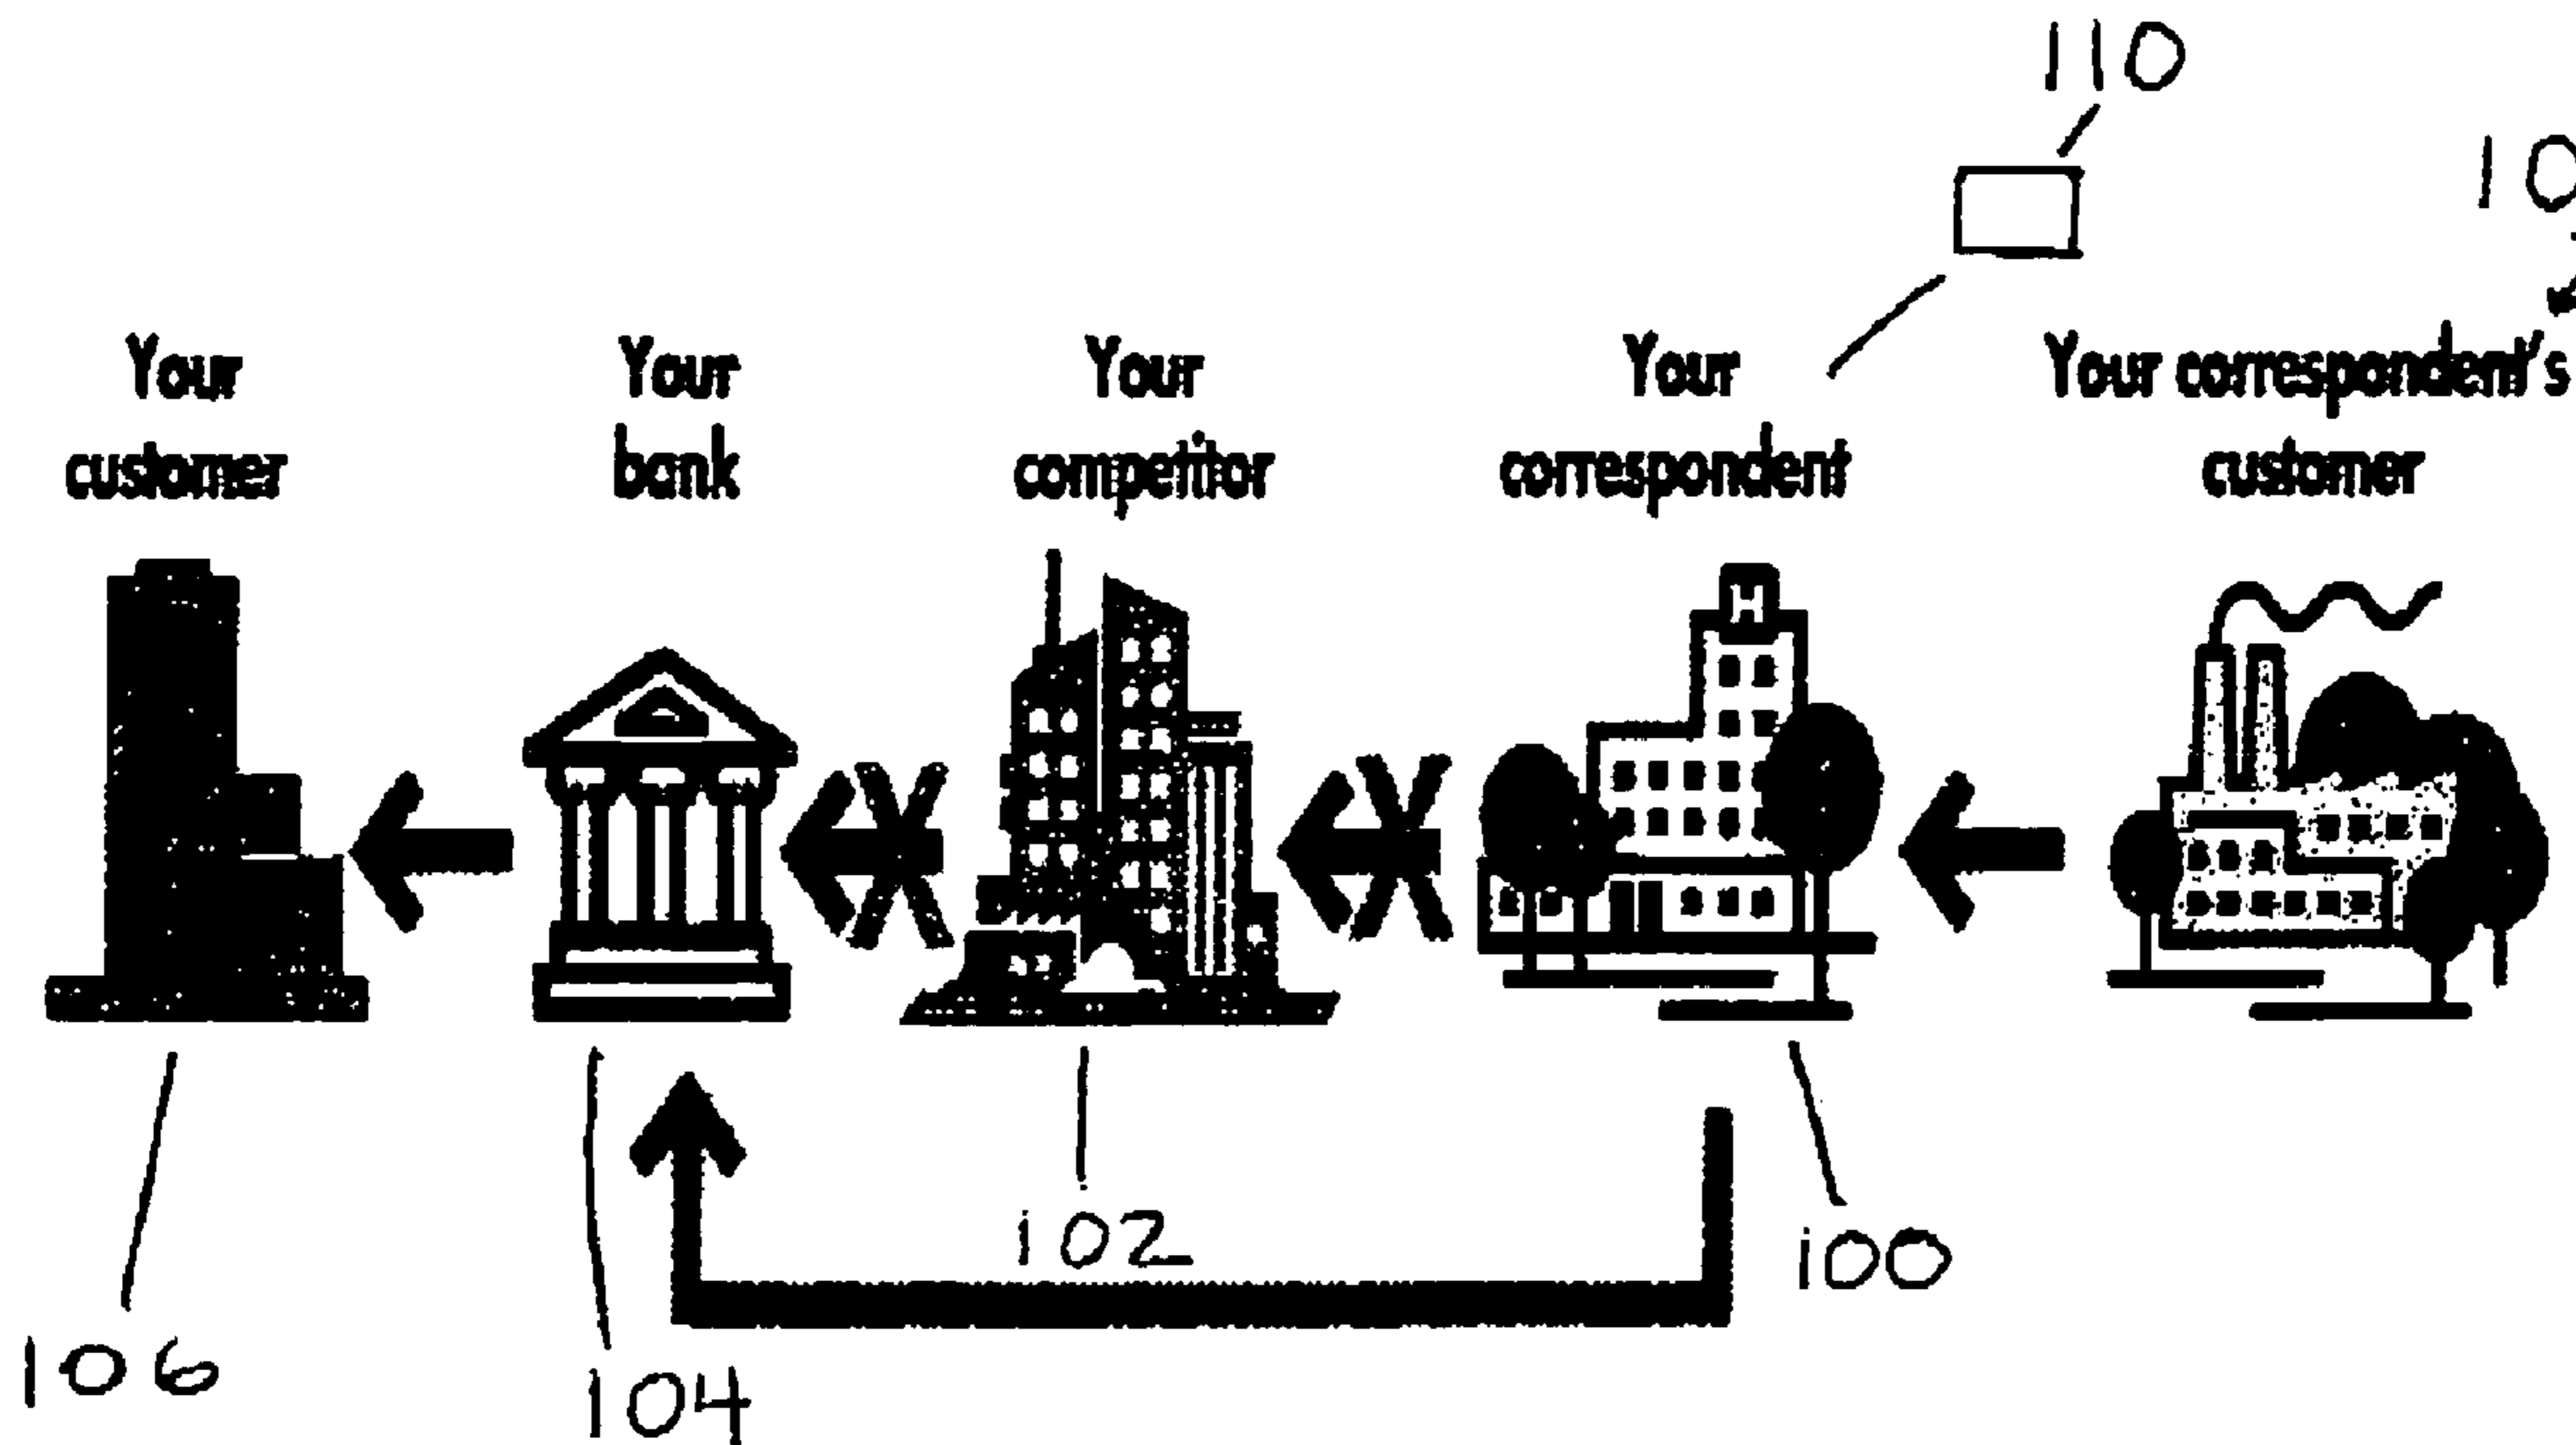 110
Your
customer
Your
bank
Your
competitor
Your
correspondent
Your correspondent's
customer
H
102
100
106
104